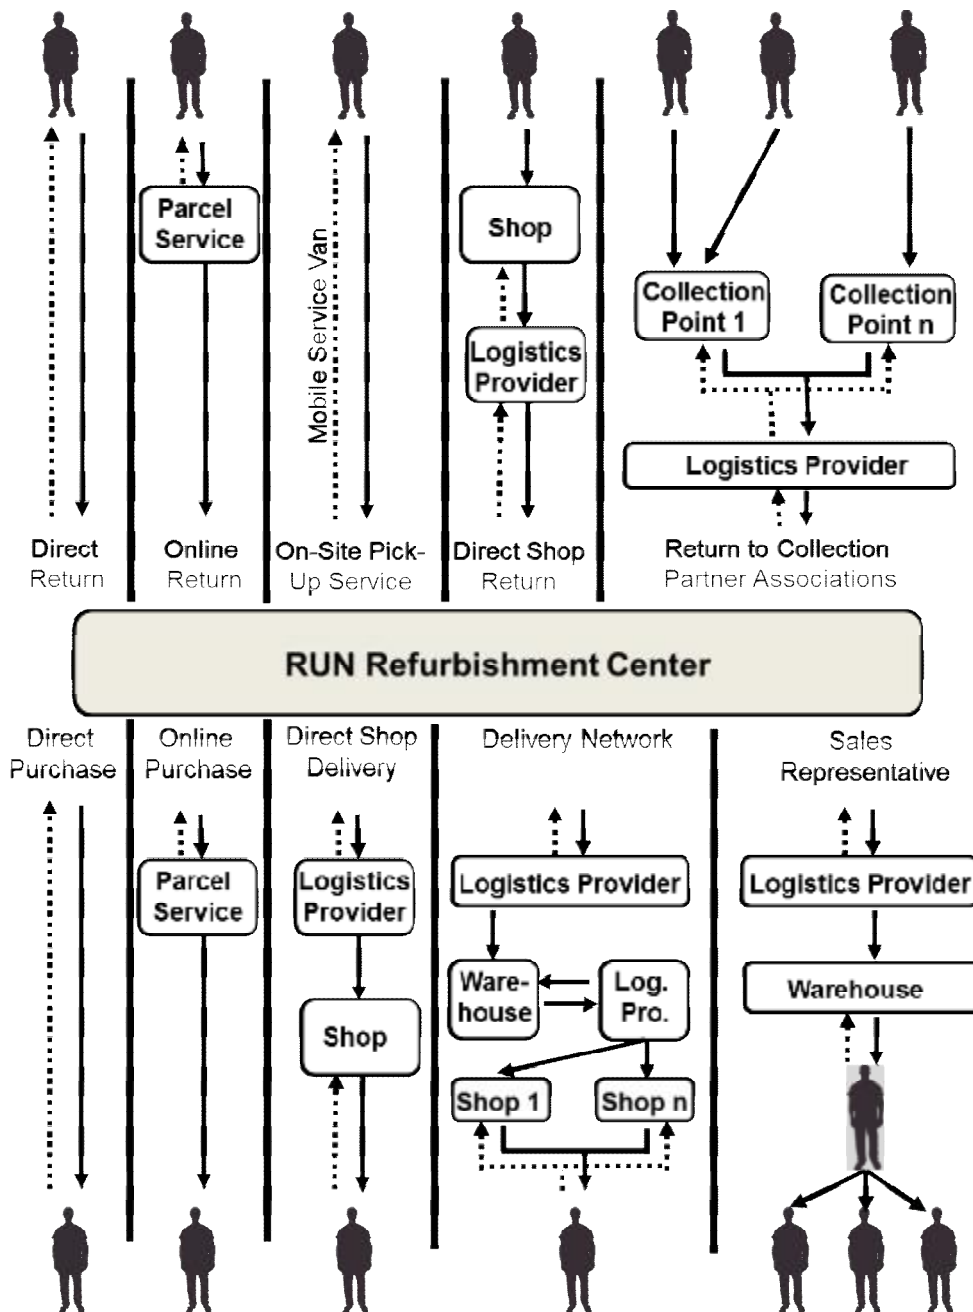 Parcel
Service
Mobile Service Van
Shop
Logistics
Provider
Collection
Point 1
Collection
Point n
Logistics Provider
Direct
Return
Online
Return
On-Site Pick-
Up Service
Direct Shop
Return
Return to Collection
Partner Associations
RUN Refurbishment Center
Direct
Purchase
Online
Purchase
Direct Shop
Delivery
Delivery Network
Sales
Representative
Parcel
Service
Logistics
Provider
Shop
Logistics Provider
Ware-
house
Log.
Pro.
Shop 1
Shop n
Logistics Provider
Warehouse